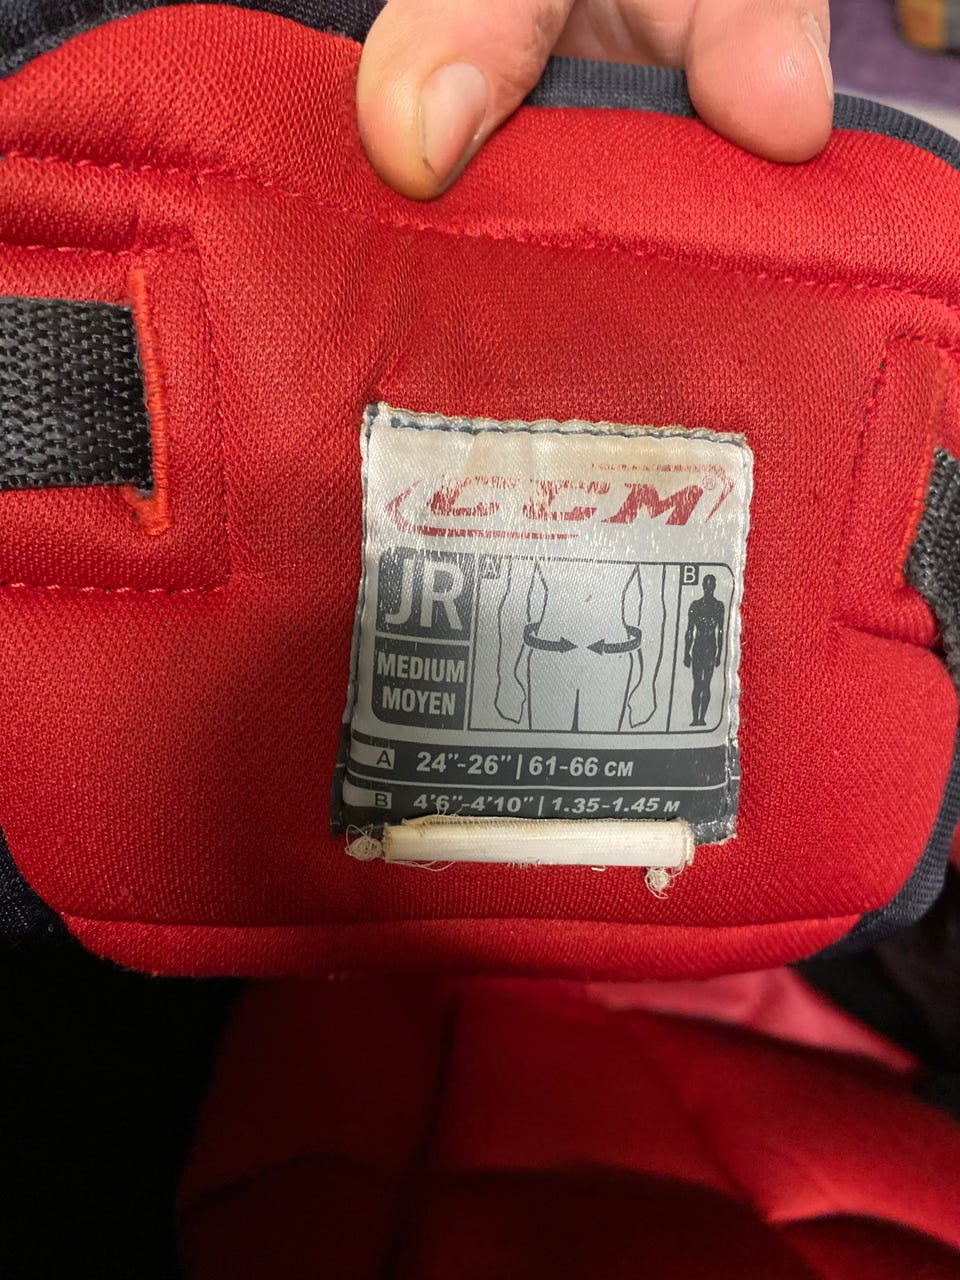 CCM®
JR
MEDIUM
MOYEN
A
B
A 24"-26" | 61-66 CM
B 4'6"-4'10" | 1.35-1.45 M